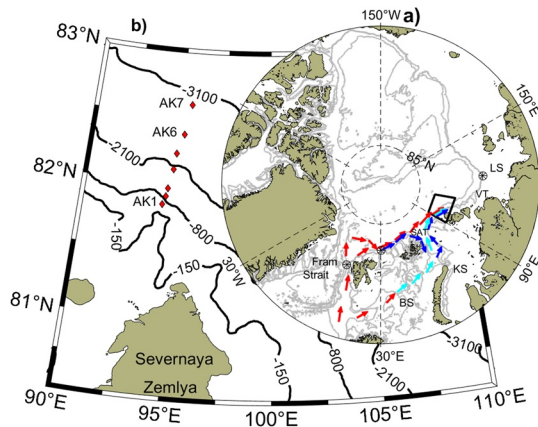 b)
a)
150°W
83°N
82°N
81°N
AK7
AK6
AK1
-3100
-2100
-800
-150
-150
-150
-800
-2100
-3100
150°E
85°N
LS
VT
SAT
90°E
KS
BS
Fram
Strait
30°W
30°E
Severnaya
Zemlya
90°E
95°E
100°E
105°E
110°E